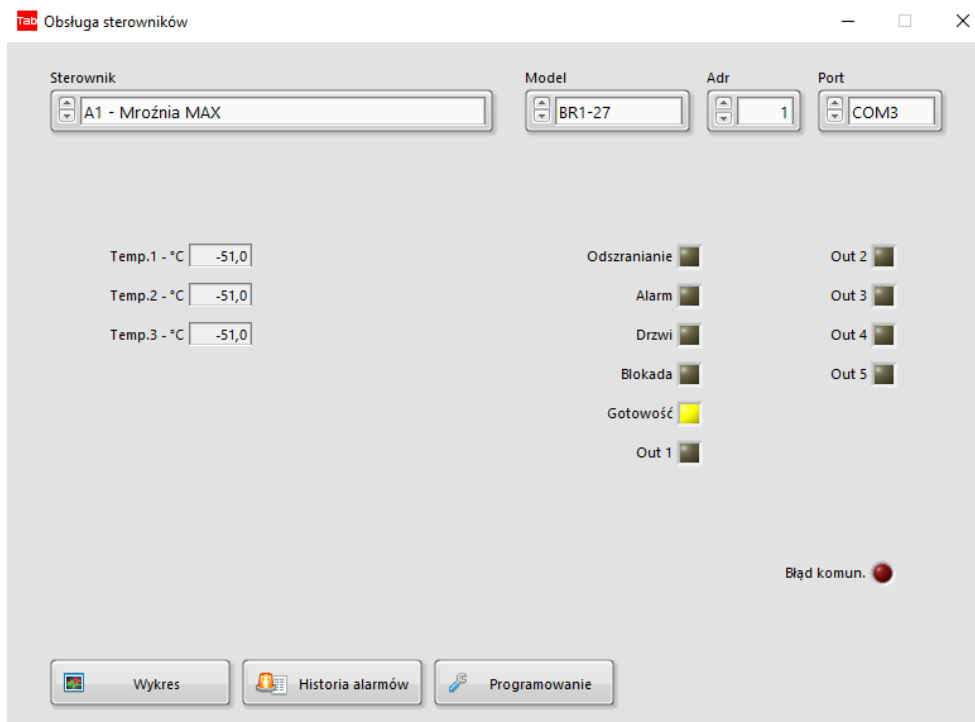 Tab Obsługa sterowników
Sterownik Model Adr Port
A1 - Mroźnia MAX BR1-27 1 COM3
Temp.1 - °C -51,0 Odszranianie Out 2
Temp.2 - °C -51,0 Alarm Out 3
Temp.3 - °C -51,0 Drzwi Out 4
Blokada Out 5
Gotowość
Out 1
Błąd komun.
Wykres Historia alarmów Programowanie